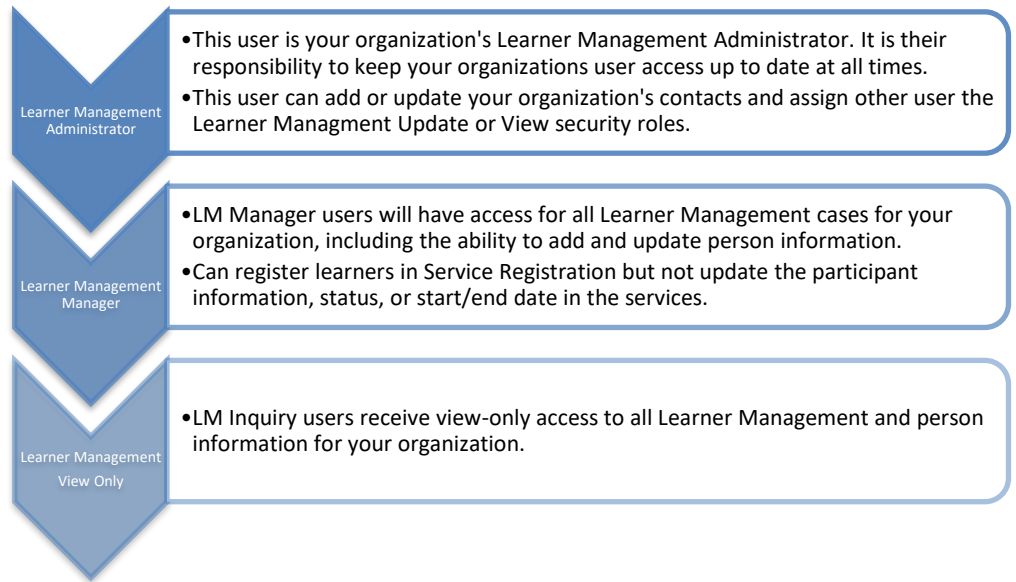 Learner Management
Administrator
•This user is your organization's Learner Management Administrator. It is their
responsibility to keep your organizations user access up to date at all times.
•This user can add or update your organization's contacts and assign other user the
Learner Managment Update or View security roles.
Learner Management
Manager
•LM Manager users will have access for all Learner Management cases for your
organization, including the ability to add and update person information.
•Can register learners in Service Registration but not update the participant
information, status, or start/end date in the services.
Learner Management
View Only
•LM Inquiry users receive view-only access to all Learner Management and person
information for your organization.